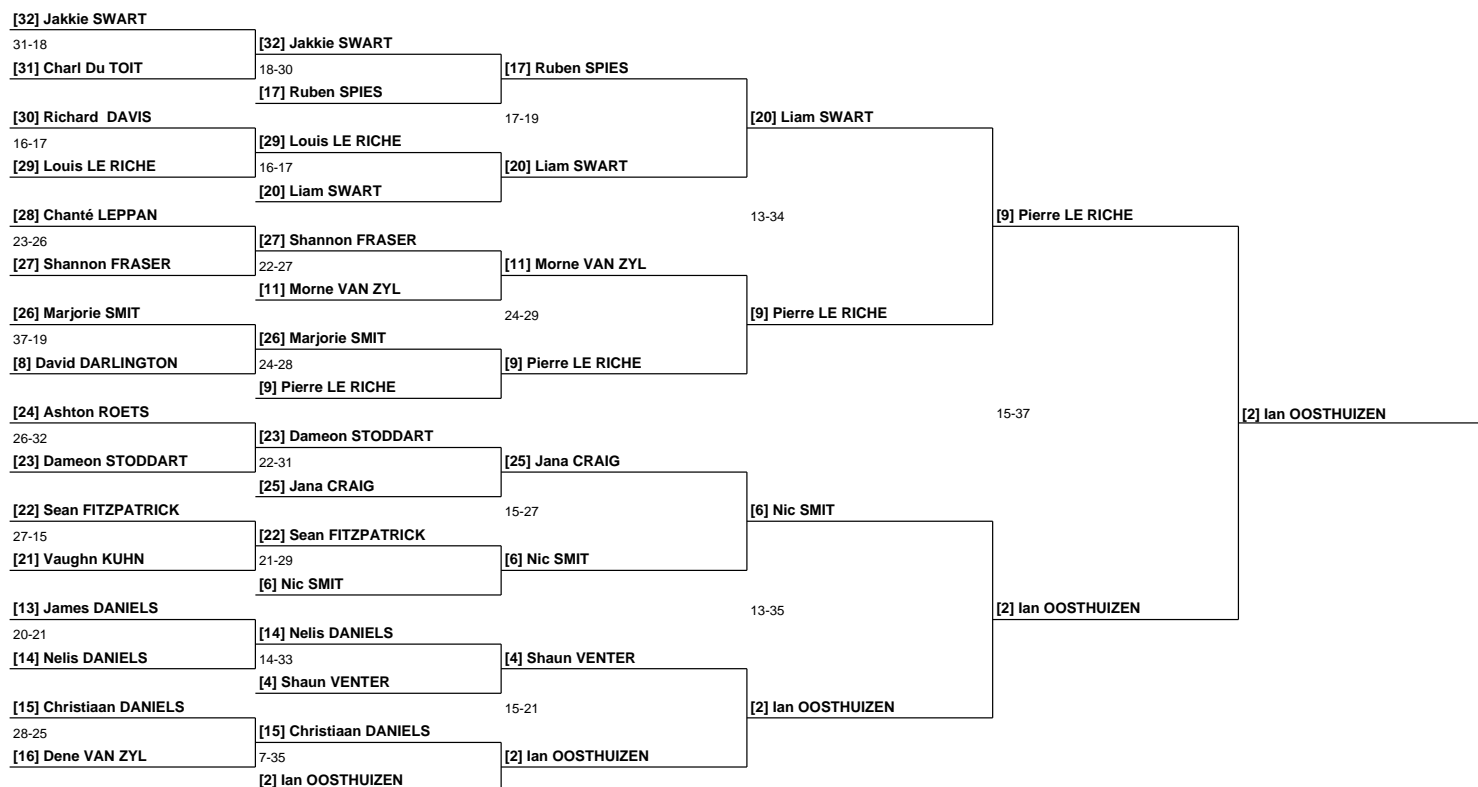 [32] Jakkie SWART
31-18
[31] Charl Du TOIT
[30] Richard  DAVIS
16-17
[29] Louis LE RICHE
[28] Chanté LEPPAN
23-26
[27] Shannon FRASER
[26] Marjorie SMIT
37-19
[8] David DARLINGTON
[24] Ashton ROETS
26-32
[23] Dameon STODDART
[22] Sean FITZPATRICK
27-15
[21] Vaughn KUHN
[13] James DANIELS
20-21
[14] Nelis DANIELS
[15] Christiaan DANIELS
28-25
[16] Dene VAN ZYL
[32] Jakkie SWART
18-30
[17] Ruben SPIES
[29] Louis LE RICHE
16-17
[20] Liam SWART
[27] Shannon FRASER
22-27
[11] Morne VAN ZYL
[26] Marjorie SMIT
24-28
[9] Pierre LE RICHE
[23] Dameon STODDART
22-31
[25] Jana CRAIG
[22] Sean FITZPATRICK
21-29
[6] Nic SMIT
[14] Nelis DANIELS
14-33
[4] Shaun VENTER
[15] Christiaan DANIELS
7-35
[2] Ian OOSTHUIZEN
[17] Ruben SPIES
17-19
[20] Liam SWART
[11] Morne VAN ZYL
24-29
[9] Pierre LE RICHE
[25] Jana CRAIG
15-27
[6] Nic SMIT
[4] Shaun VENTER
15-21
[2] Ian OOSTHUIZEN
[20] Liam SWART
13-34
[9] Pierre LE RICHE
[6] Nic SMIT
13-35
[2] Ian OOSTHUIZEN
[9] Pierre LE RICHE
15-37
[2] Ian OOSTHUIZEN
[2] Ian OOSTHUIZEN